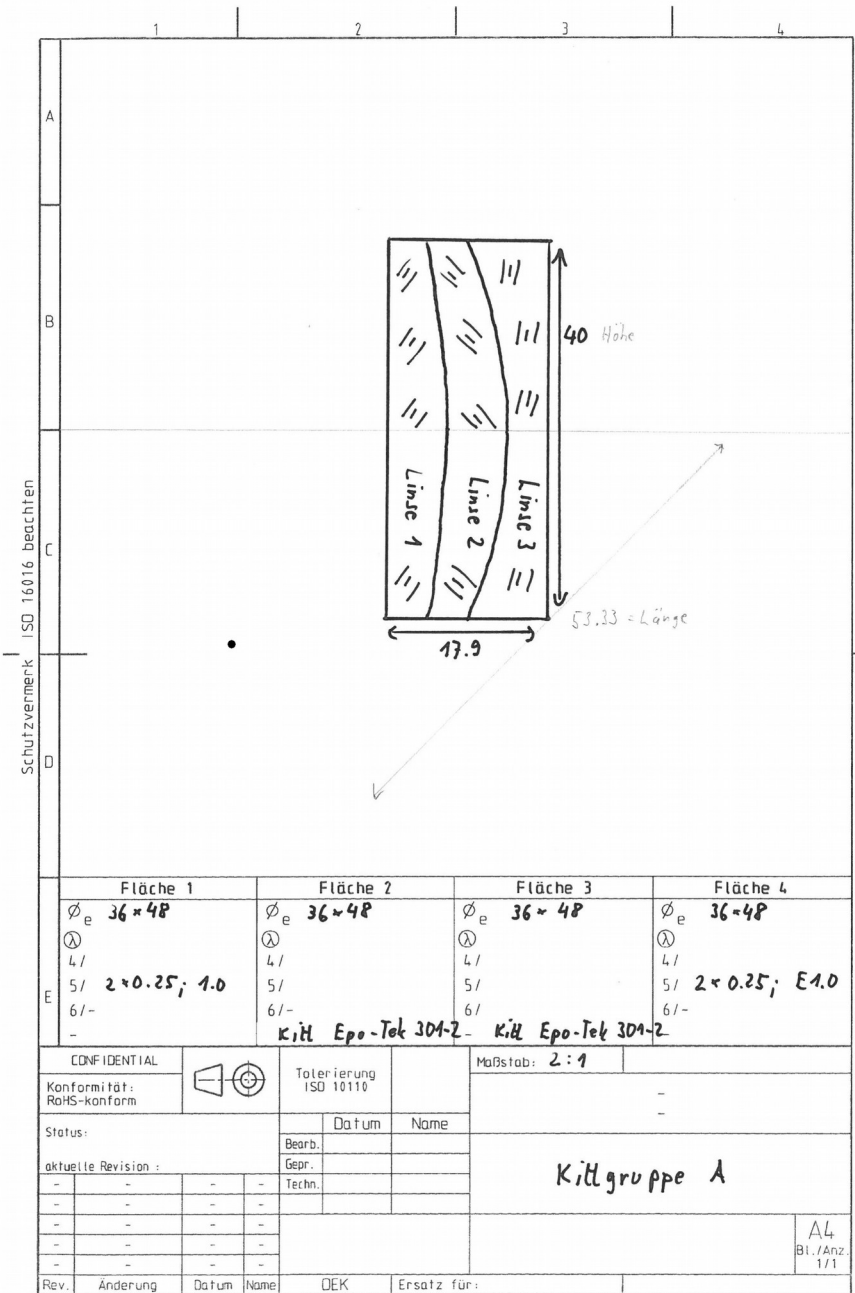 1 2 3 4
A
B
C
D
E
Schutzvermerk ISO 16016 beachten
40 Höhe
Linse 1
Linse 2
Linse 3
53.33 = Länge
17.9
Fläche 1
Øe 36 × 48
λ
4/
5/ 2 × 0.25; 1.0
6/-
-
Fläche 2
Øe 36 × 48
λ
4/
5/
6/
Kitt Epo-Tek 301-2
Fläche 3
Øe 36 × 48
λ
4/
5/
6/
- Kitt Epo-Tek 301-2
Fläche 4
Øe 36 × 48
λ
4/
5/ 2 × 0.25; E1.0
6/-
-
CONFIDENTIAL
Konformität:
RoHS-konform
Tolerierung
ISO 10110
Maßstab: 2:1
-
-
Status:
aktuelle Revision :
Datum Name
Bearb.
Gepr.
Techn.
Kittgruppe A
- - - -
- - - -
- - - -
- - - -
- - - -
Rev. Änderung Datum Name
OEK
Ersatz für:
A4
Bl./Anz.
1/1